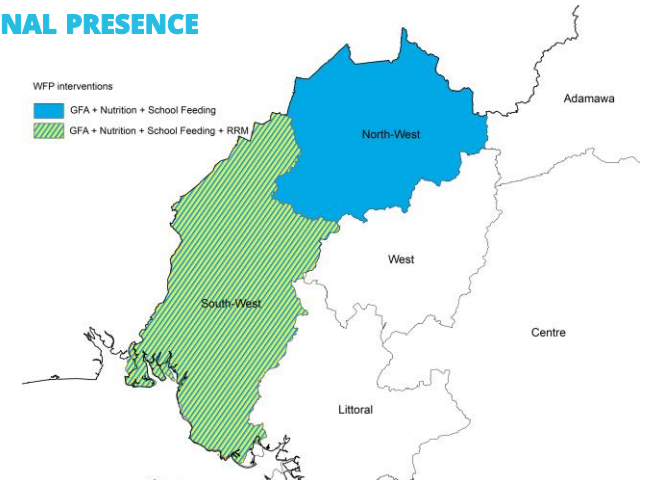 NAL PRESENCE
WFP interventions
GFA + Nutrition + School Feeding
GFA + Nutrition + School Feeding + RRM
Adamawa
North-West
West
South-West
Centre
Littoral